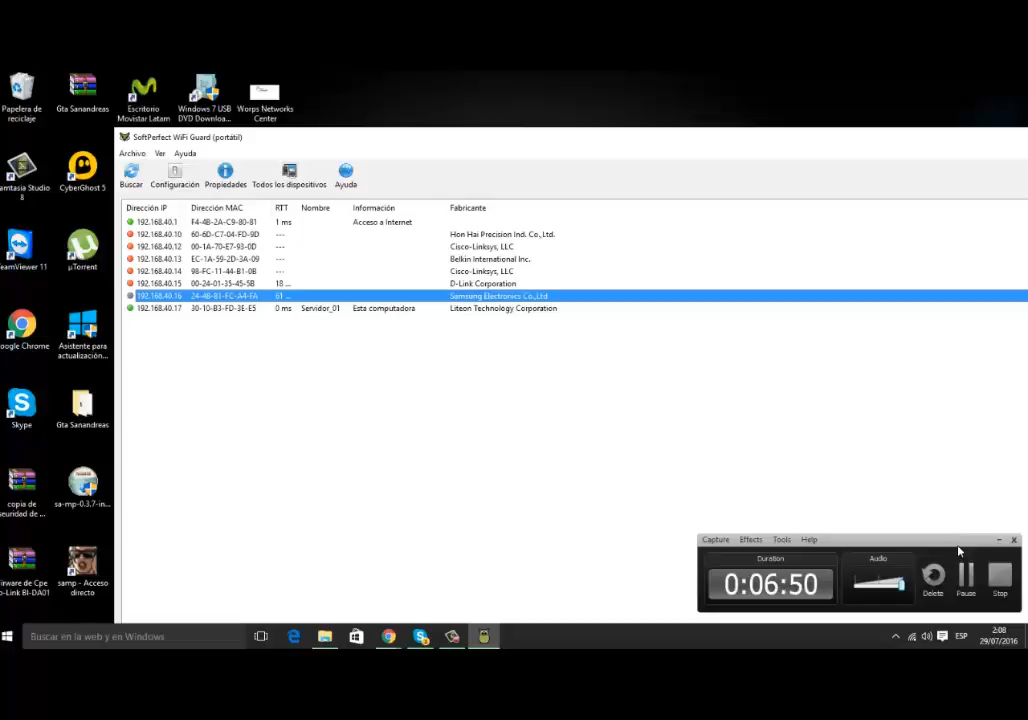 Papelera de reciclaje
Gta Sanandreas
Escritorio Movistar Latam
Windows 7 USB DVD Downloa...
Worps Networks Center
SoftPerfect WiFi Guard (portátil)
Archivo Ver Ayuda
Buscar Configuración Propiedades Todos los dispositivos Ayuda
Dirección IP Dirección MAC RTT Nombre Información Fabricante
192.168.40.1 F4-4B-2A-C9-80-81 1 ms Acceso a Internet
192.168.40.10 60-6D-C7-04-FD-9D --- Hon Hai Precision Ind. Co.,Ltd.
192.168.40.12 00-1A-70-E7-93-0D --- Cisco-Linksys, LLC
192.168.40.13 EC-1A-59-2D-3A-09 --- Belkin International Inc.
192.168.40.14 98-FC-11-44-B1-0B --- Cisco-Linksys, LLC
192.168.40.15 00-24-01-35-45-5B 18 ... D-Link Corporation
192.168.40.16 24-4B-81-FC-A4-FA 61 ... Samsung Electronics Co.,Ltd
192.168.40.17 30-10-B3-FD-3E-E5 0 ms Servidor_01 Esta computadora Liteon Technology Corporation
amtasia Studio 8
CyberGhost 5
eamViewer 11
µTorrent
oogle Chrome
Asistente para actualización...
Skype
Gta Sanandreas
copia de seguridad de ...
sa-mp-0.3.7-in...
irware de Cpe o-Link BI-DA01
samp - Acceso directo
Capture Effects Tools Help
Duration
0:06:50
Audio
Delete Pause Stop
Buscar en la web y en Windows
ESP
2:08
29/07/2016